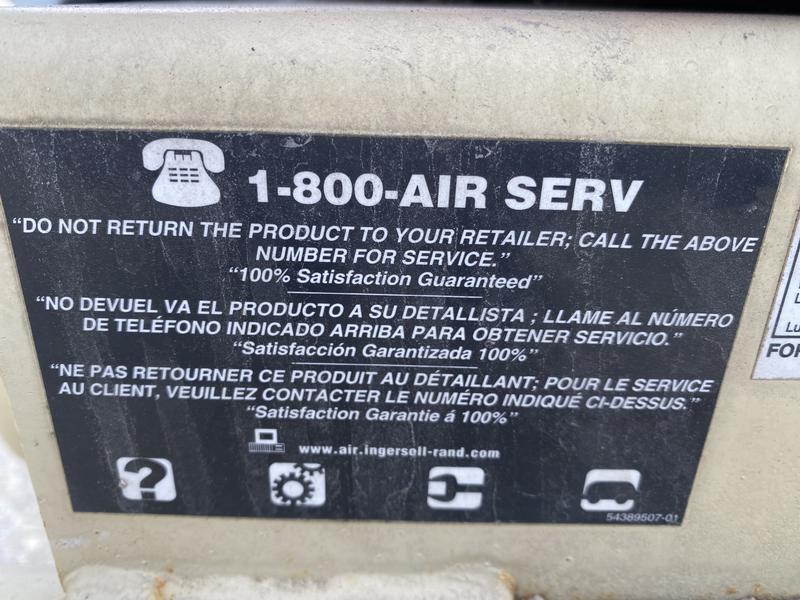 1-800-AIR SERV
“DO NOT RETURN THE PRODUCT TO YOUR RETAILER; CALL THE ABOVE
NUMBER FOR SERVICE.”
“100% Satisfaction Guaranteed”
“NO DEVUEL VA EL PRODUCTO A SU DETALLISTA ; LLAME AL NÚMERO
DE TELÉFONO INDICADO ARRIBA PARA OBTENER SERVICIO.”
“Satisfacción Garantizada 100%”
“NE PAS RETOURNER CE PRODUIT AU DÉTAILLANT; POUR LE SERVICE
AU CLIENT, VEUILLEZ CONTACTER LE NUMÉRO INDIQUÉ CI-DESSUS.”
“Satisfaction Garantie á 100%”
www.air.ingersell-rand.com
?
54389507-01
Lu
FOR